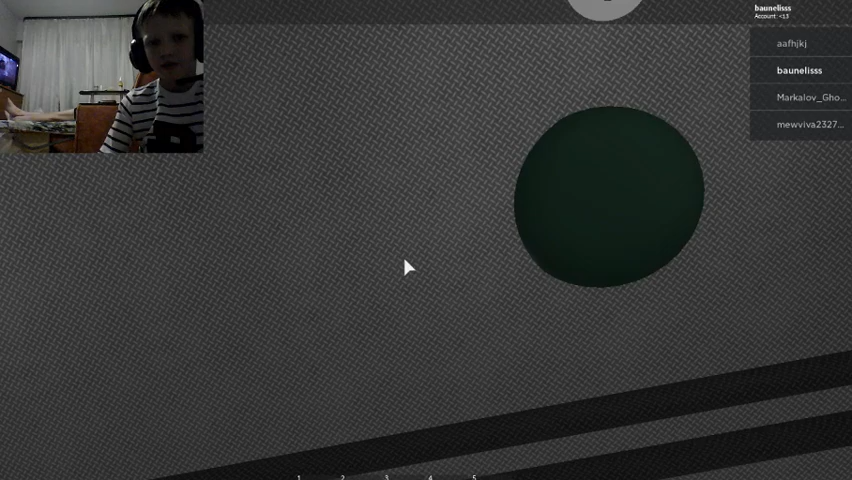 baunelisss
Account: <13
aafhjkj
baunelisss
Markalov_Gho...
mewviva2327...
1 2 3 4 5